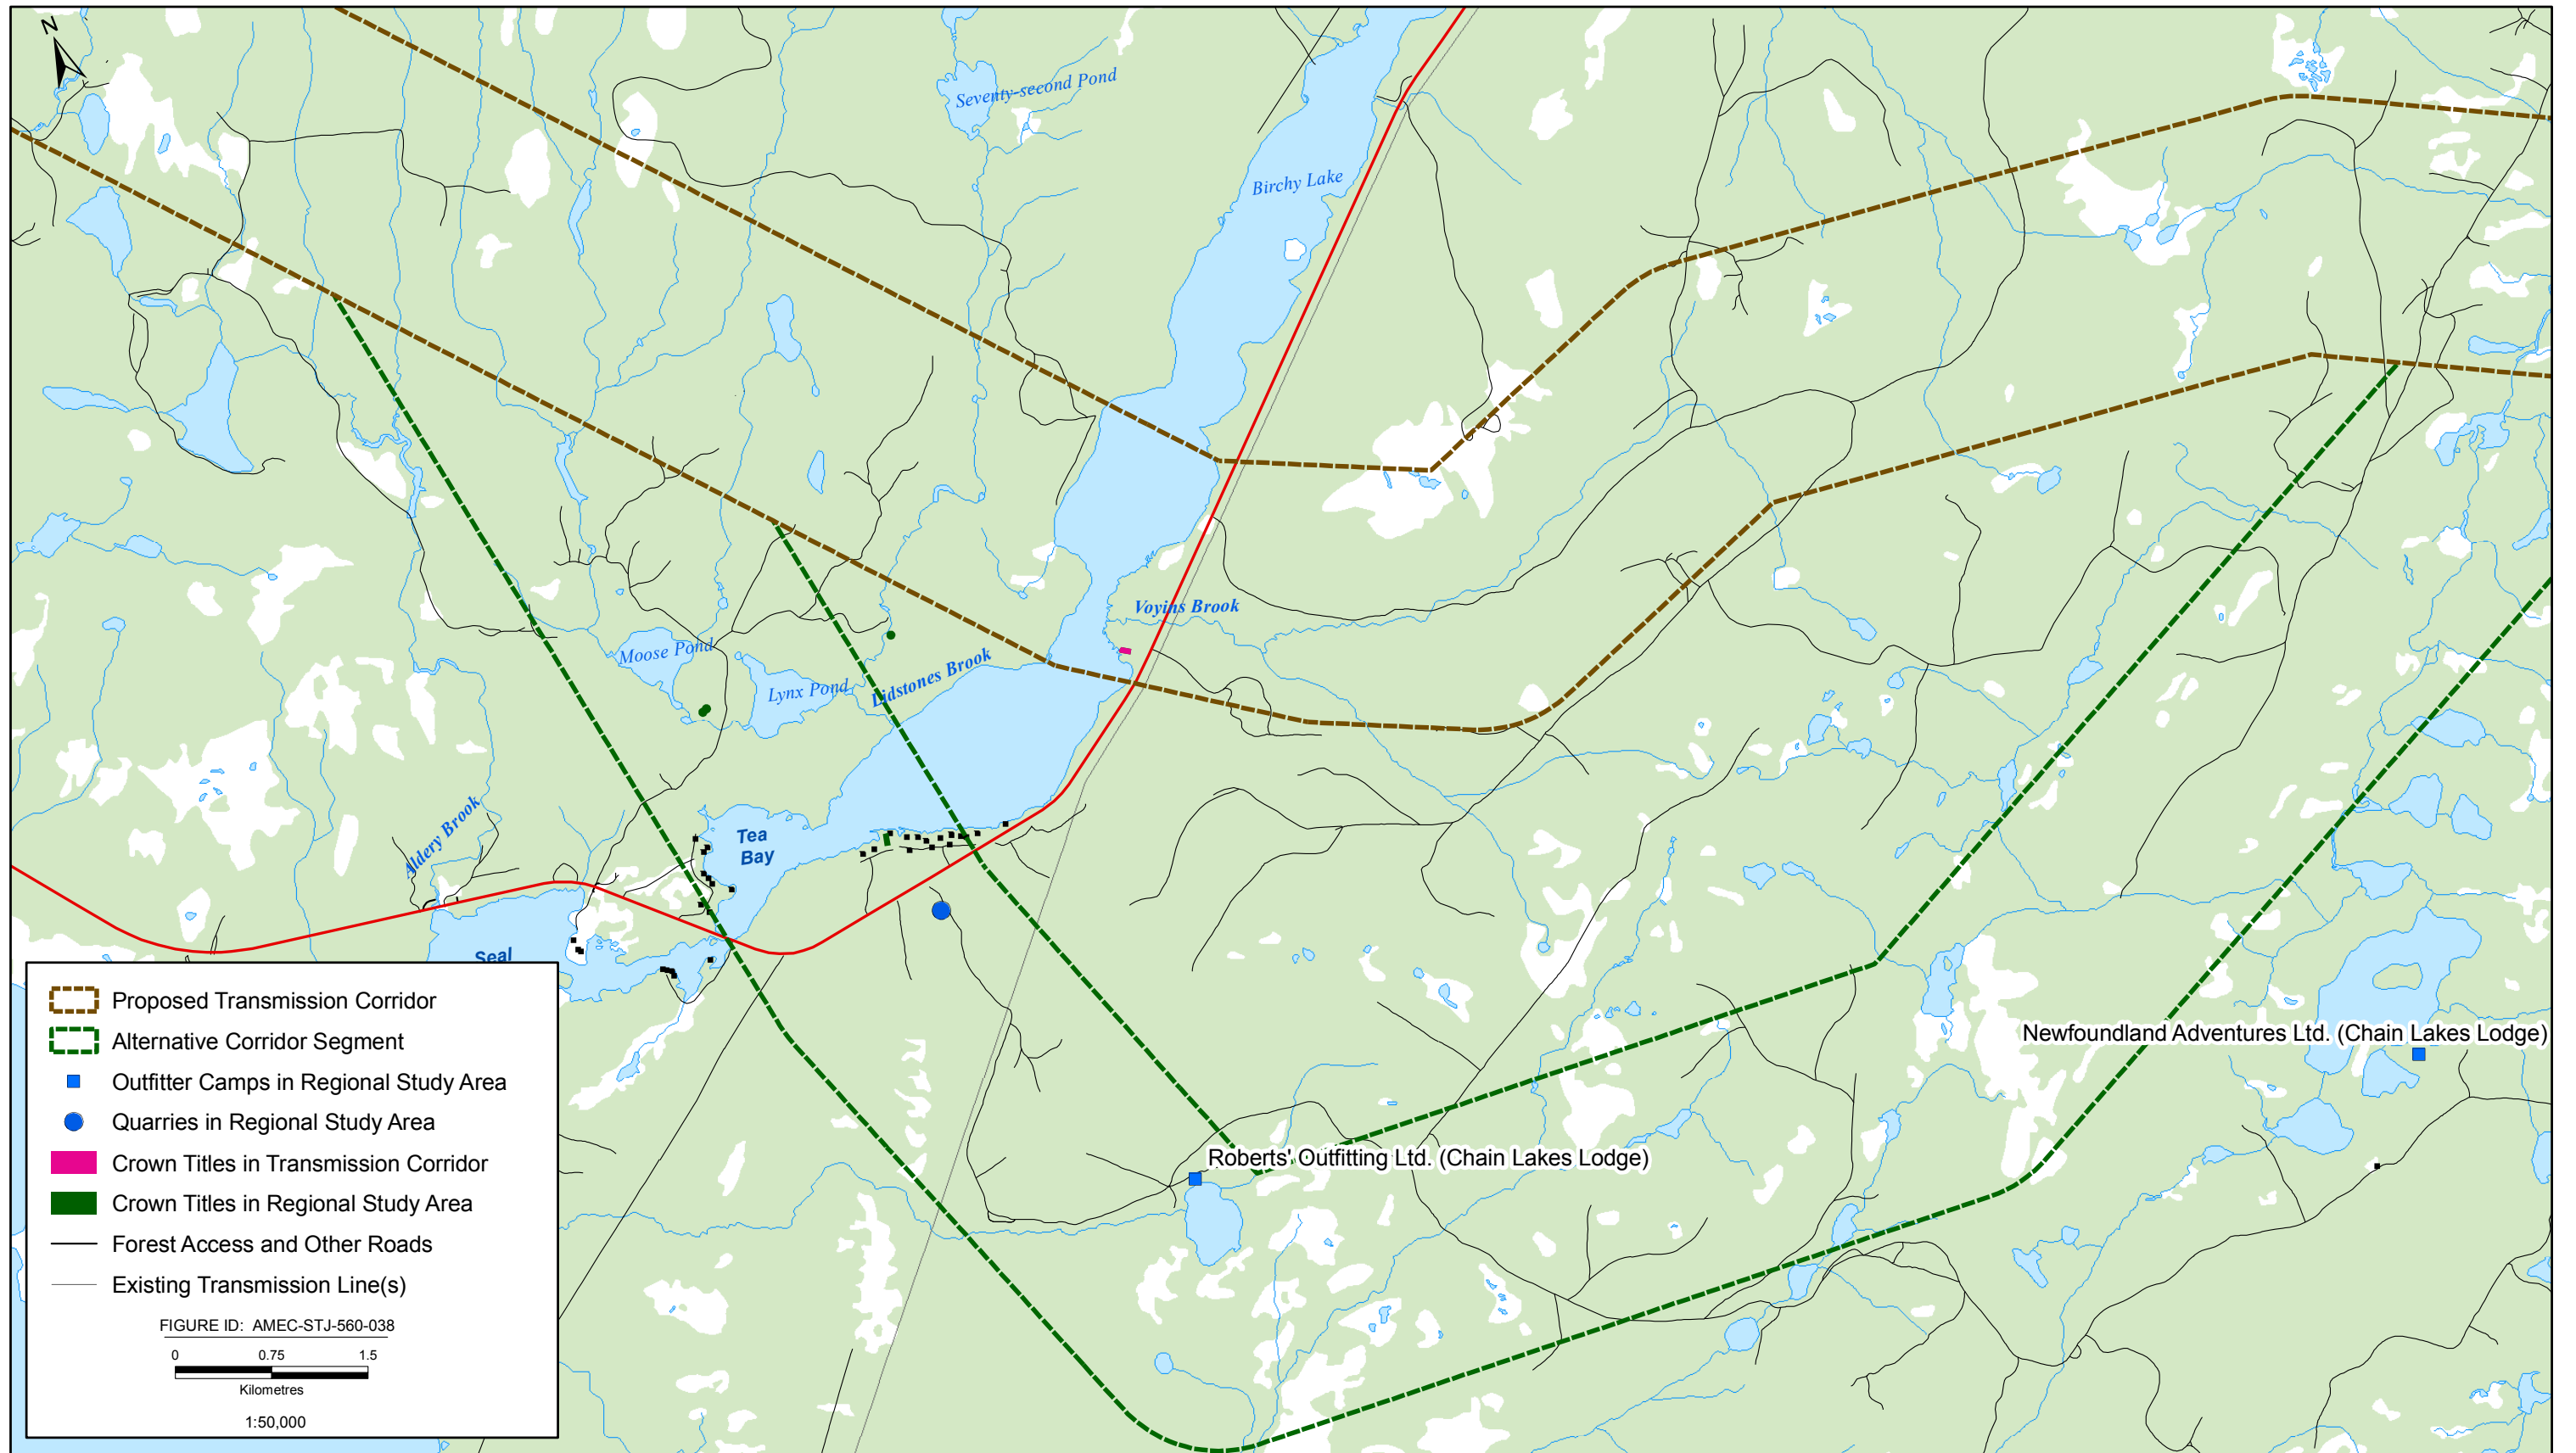 N
Seventy-second Pond
Birchy Lake
Voyins Brook
Moose Pond
Lynx Pond
Lidstones Brook
Aldery Brook
Tea
Bay
Seal
Newfoundland Adventures Ltd. (Chain Lakes Lodge)
Roberts' Outfitting Ltd. (Chain Lakes Lodge)
Proposed Transmission Corridor
Alternative Corridor Segment
Outfitter Camps in Regional Study Area
Quarries in Regional Study Area
Crown Titles in Transmission Corridor
Crown Titles in Regional Study Area
Forest Access and Other Roads
Existing Transmission Line(s)
FIGURE ID: AMEC-STJ-560-038
0 0.75 1.5
Kilometres
1:50,000